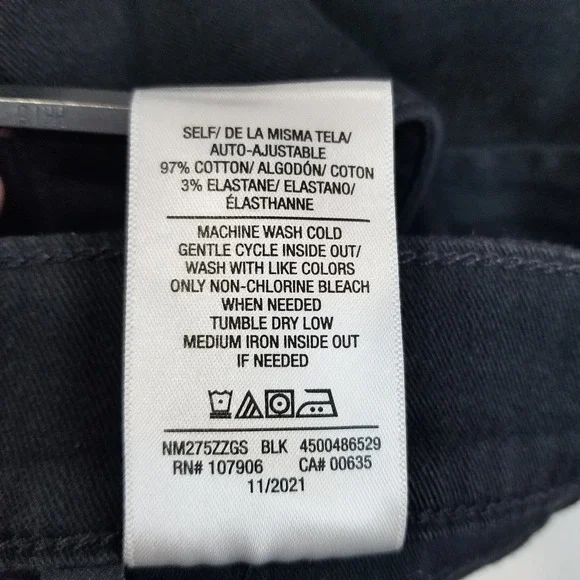 SELF/ DE LA MISMA TELA/
AUTO-AJUSTABLE
97% COTTON/ ALGODÓN/ COTON
3% ELASTANE/ ELASTANO/
ÉLASTHANNE
MACHINE WASH COLD
GENTLE CYCLE INSIDE OUT/
WASH WITH LIKE COLORS
ONLY NON-CHLORINE BLEACH
WHEN NEEDED
TUMBLE DRY LOW
MEDIUM IRON INSIDE OUT
IF NEEDED
NM275ZZGS BLK 4500486529
RN# 107906 CA# 00635
11/2021